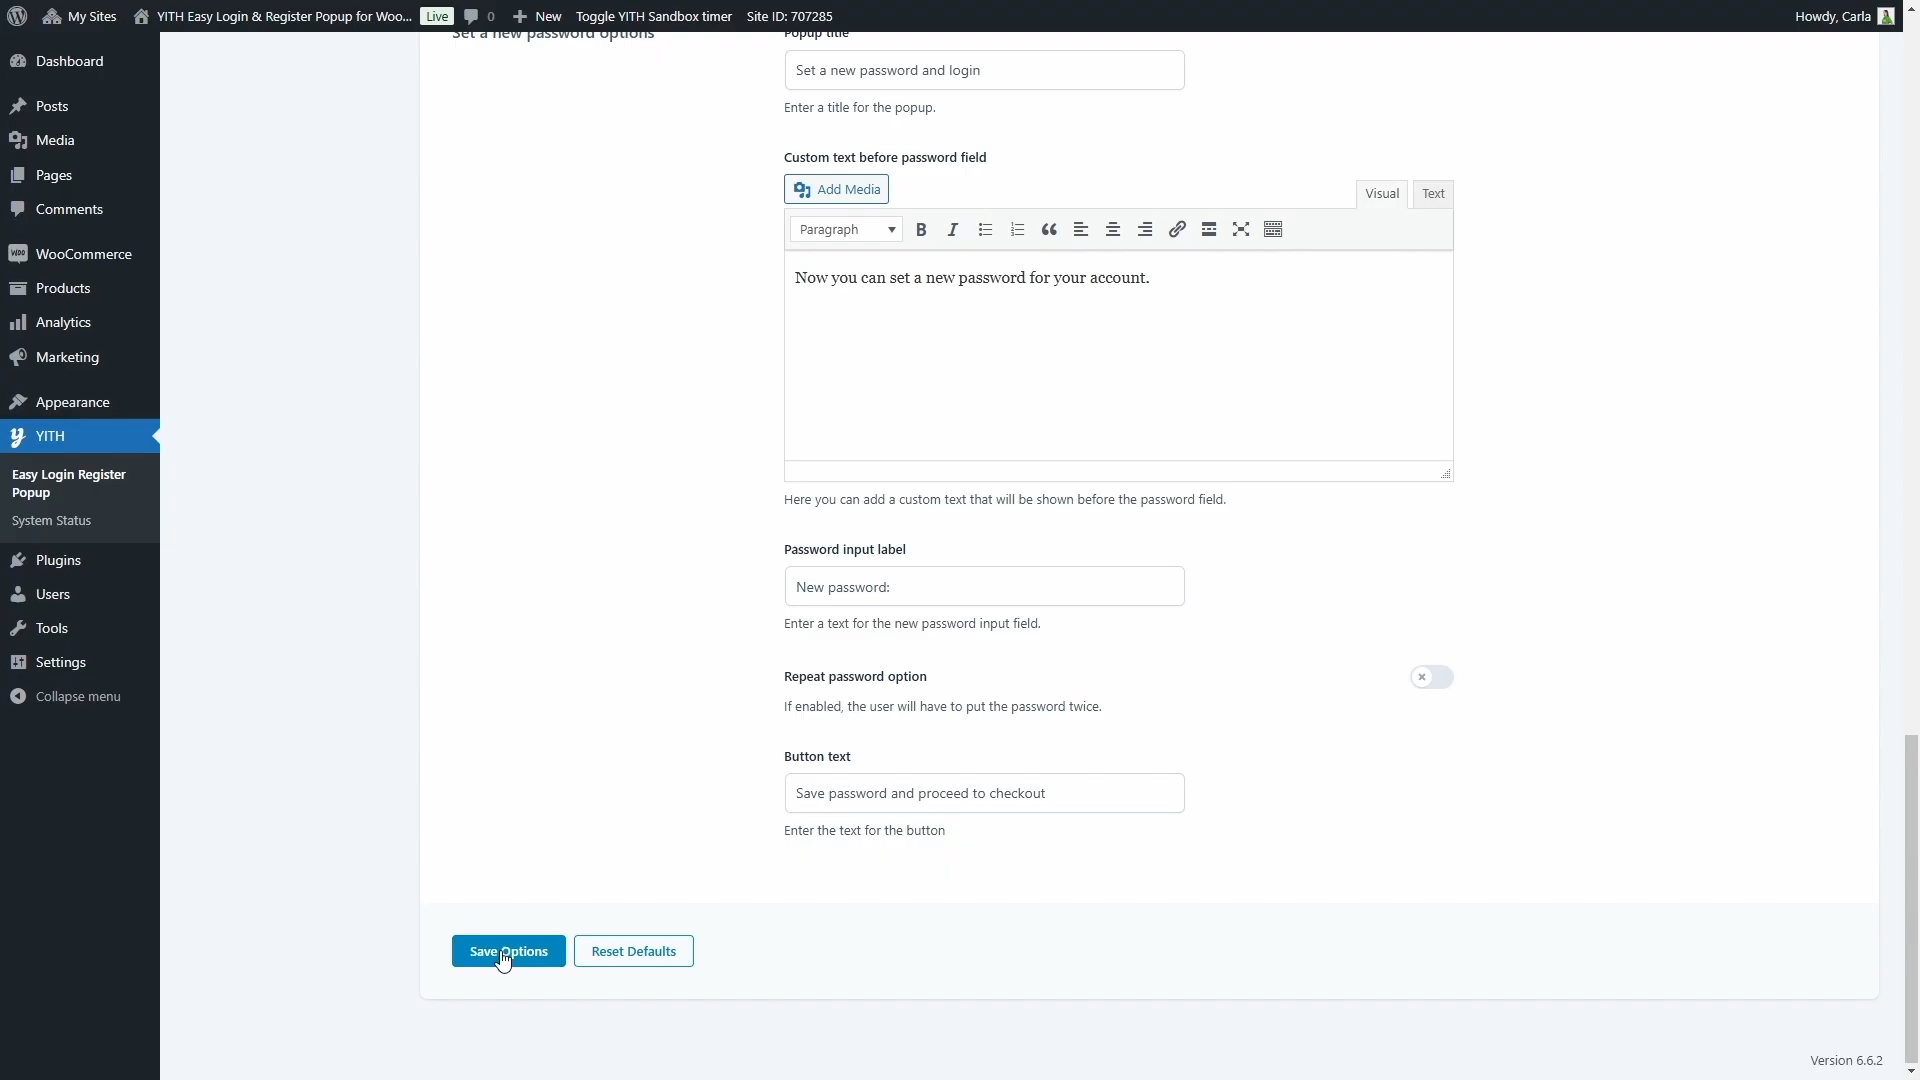 My Sites
YITH Easy Login & Register Popup for Woo...
Live
0
New
Toggle YITH Sandbox timer
Site ID: 707285
Howdy, Carla
Dashboard
Posts
Media
Pages
Comments
WooCommerce
Products
Analytics
Marketing
Appearance
YITH
Easy Login Register
Popup
System Status
Plugins
Users
Tools
Settings
Collapse menu
Set a new password options
Popup title
Set a new password and login
Enter a title for the popup.
Custom text before password field
Add Media
Visual
Text
Paragraph
Now you can set a new password for your account.
Here you can add a custom text that will be shown before the password field.
Password input label
New password:
Enter a text for the new password input field.
Repeat password option
If enabled, the user will have to put the password twice.
Button text
Save password and proceed to checkout
Enter the text for the button
Save Options
Reset Defaults
Version 6.6.2